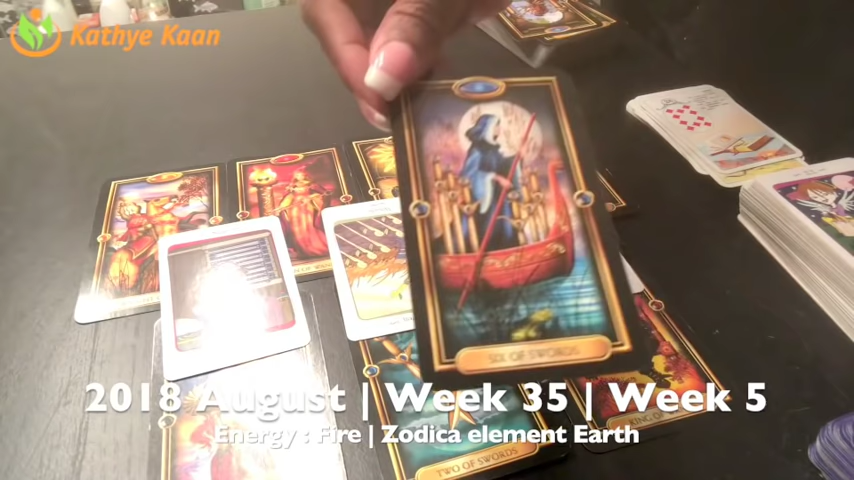 Kathye Kaan
SIX OF SWORDS
2018 August | Week 35 | Week 5
Energy : Fire | Zodica element Earth
TWO OF SWORDS